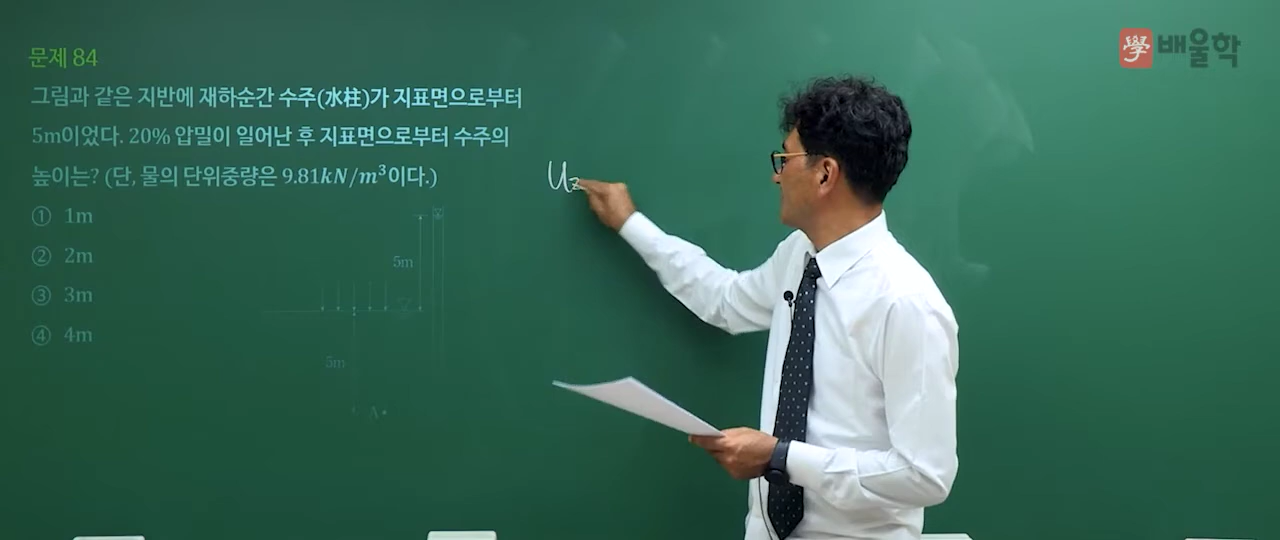 學 배울학
문제 84
그림과 같은 지반에 재하순간 수주(水柱)가 지표면으로부터
5m이었다. 20% 압밀이 일어난 후 지표면으로부터 수주의
높이는? (단, 물의 단위중량은 9.81kN/m³이다.)
① 1m
② 2m
③ 3m
④ 4m
5m
5m
A
Uz